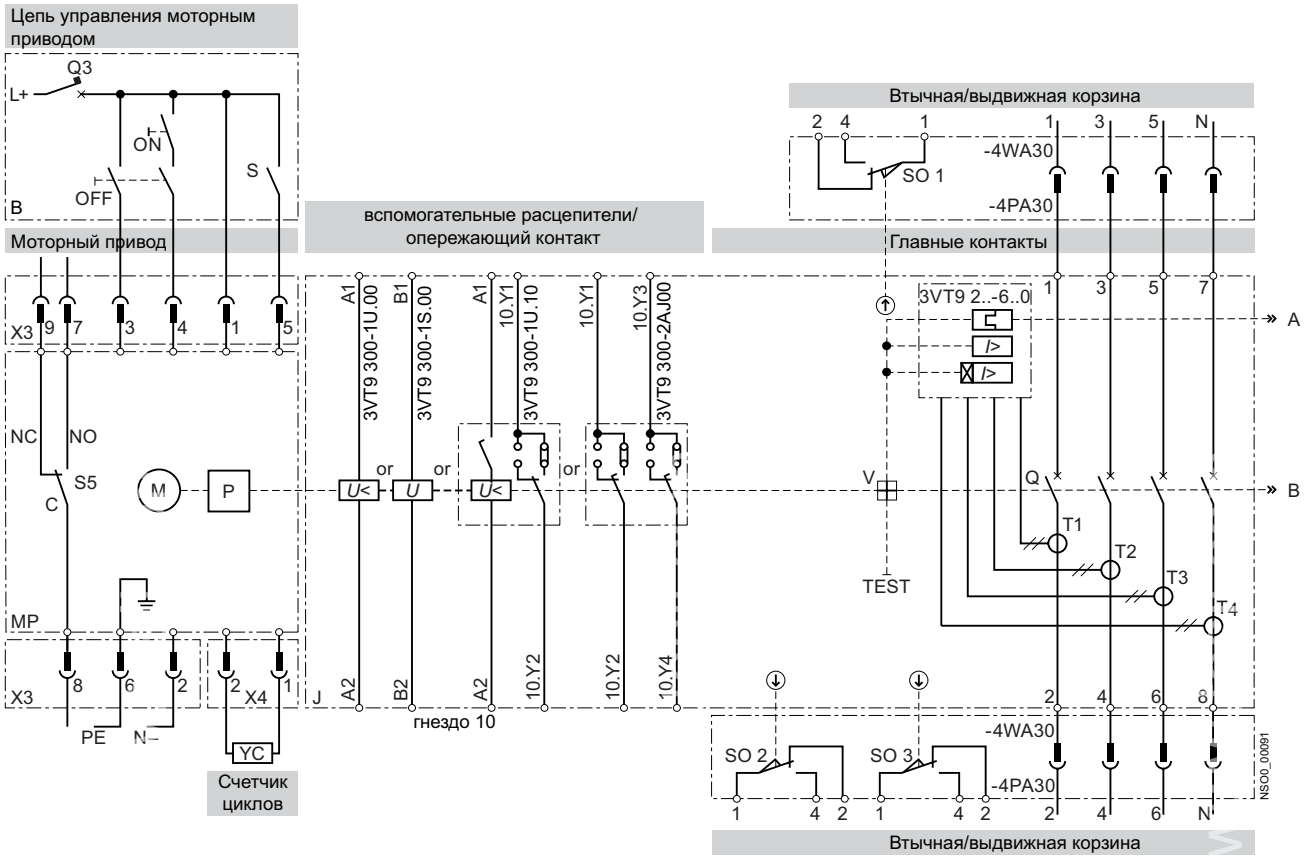 Цепь управления моторным
приводом
Q3
L+
ON
S
OFF
B
Втычная/выдвижная корзина
2 4 1 1 3 5 N
-4WA30
SO 1
-4PA30
вспомогательные расцепители/
опережающий контакт
Моторный привод
Главные контакты
X3 9 7 3 4 1 5
A1
3VT9 300-1U.00
B1
3VT9 300-1S.00
A1
10.Y1
3VT9 300-1U.10
10.Y1
10.Y3
3VT9 300-2AJ00
3VT9 2..-6..0
1 3 5 7
» A
I>
I>
NC NO
S5
C
M
P
U< or U or U< or
V
Q
» B
T1
T2
T3
T4
TEST
MP
X3 8 6 2
2 X4 1
J
A2
B2
A2
10.Y2
10.Y2
10.Y4
2 4 6 8
гнездо 10
PE N–
YC
Счетчик
циклов
-4WA30
SO 2 SO 3
-4PA30
1 4 2 1 4 2 2 4 6 N
NSO0_00091
Втычная/выдвижная корзина